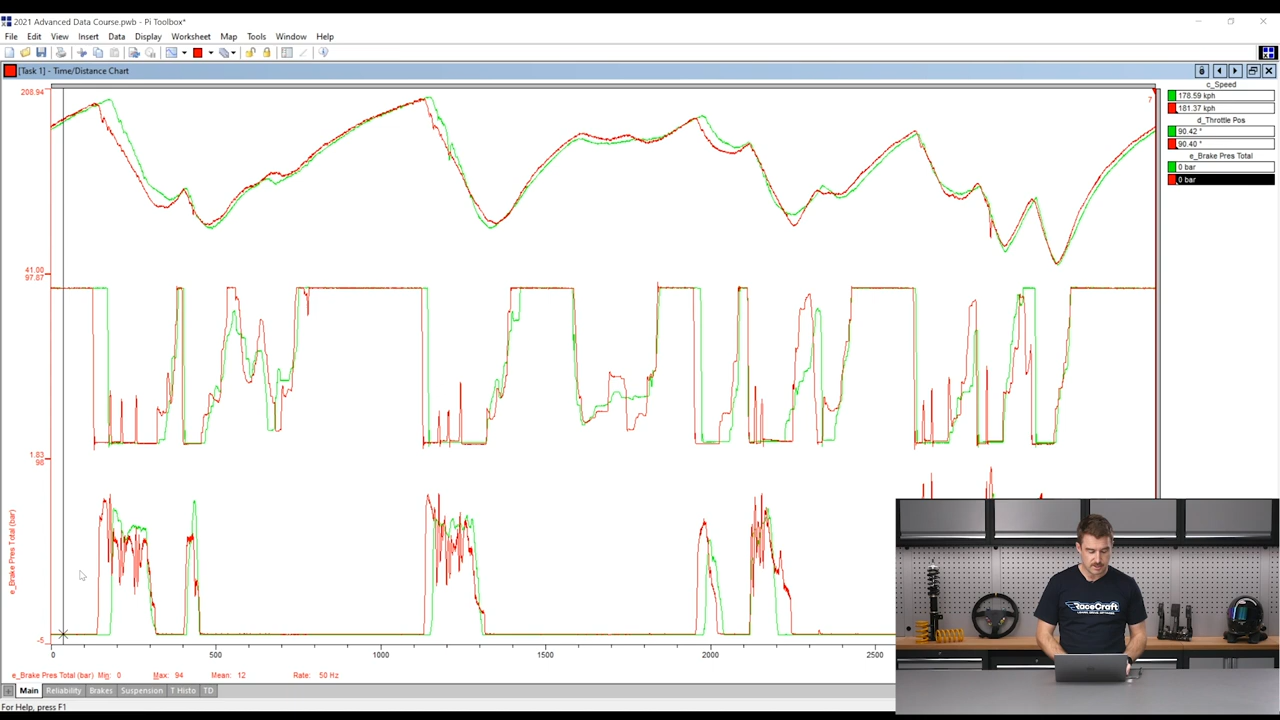 2021 Advanced Data Course.pwb - Pi Toolbox*
File Edit View Insert Data Display Worksheet Map Tools Window Help
[Task 1] - Time/Distance Chart
208.94
7
c_Speed
178.59 kph
181.37 kph
d_Throttle Pos
90.42 °
90.40 °
e_Brake Pres Total
0 bar
0 bar
41.00
97.87
1.83
98
e_Brake Pres Total (bar)
-5
0 500 1000 1500 2000 2500
e_Brake Pres Total (bar) Min: 0 Max: 94 Mean: 12 Rate: 50 Hz
Main Reliability Brakes Suspension T Histo TD
For Help, press F1
RaceCraft